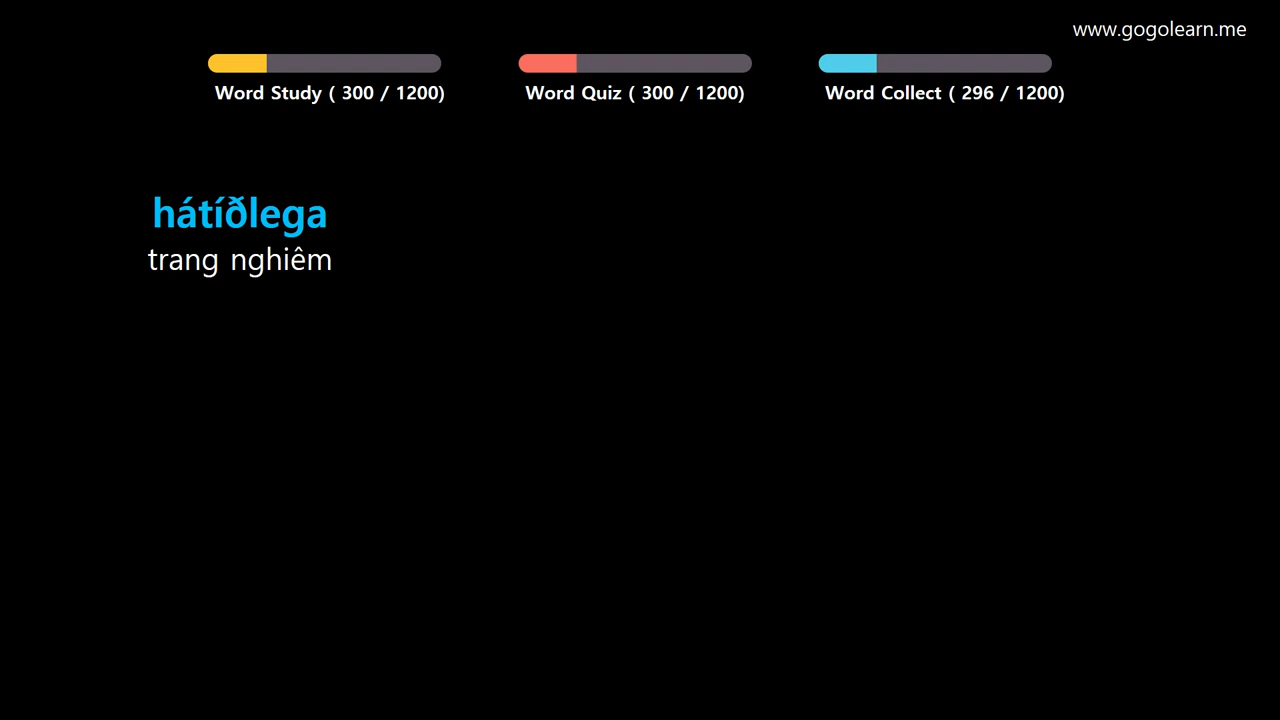 www.gogolearn.me
Word Study ( 300 / 1200)
Word Quiz ( 300 / 1200)
Word Collect ( 296 / 1200)
hátíðlega
trang nghiêm